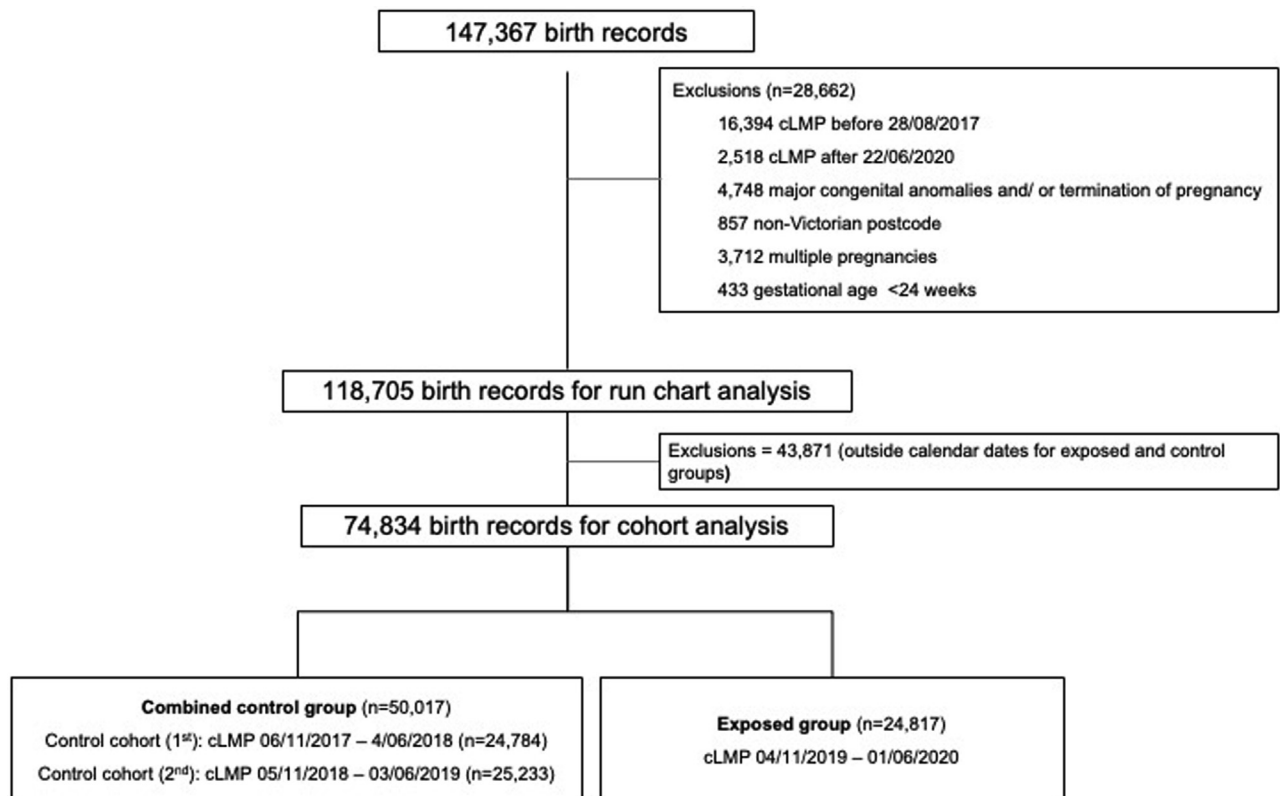 147,367 birth records
Exclusions (n=28,662)
16,394 cLMP before 28/08/2017
2,518 cLMP after 22/06/2020
4,748 major congenital anomalies and/ or termination of pregnancy
857 non-Victorian postcode
3,712 multiple pregnancies
433 gestational age <24 weeks
118,705 birth records for run chart analysis
Exclusions = 43,871 (outside calendar dates for exposed and control
groups)
74,834 birth records for cohort analysis
Combined control group (n=50,017)
Control cohort (1st): cLMP 06/11/2017 – 4/06/2018 (n=24,784)
Control cohort (2nd): cLMP 05/11/2018 – 03/06/2019 (n=25,233)
Exposed group (n=24,817)
cLMP 04/11/2019 – 01/06/2020